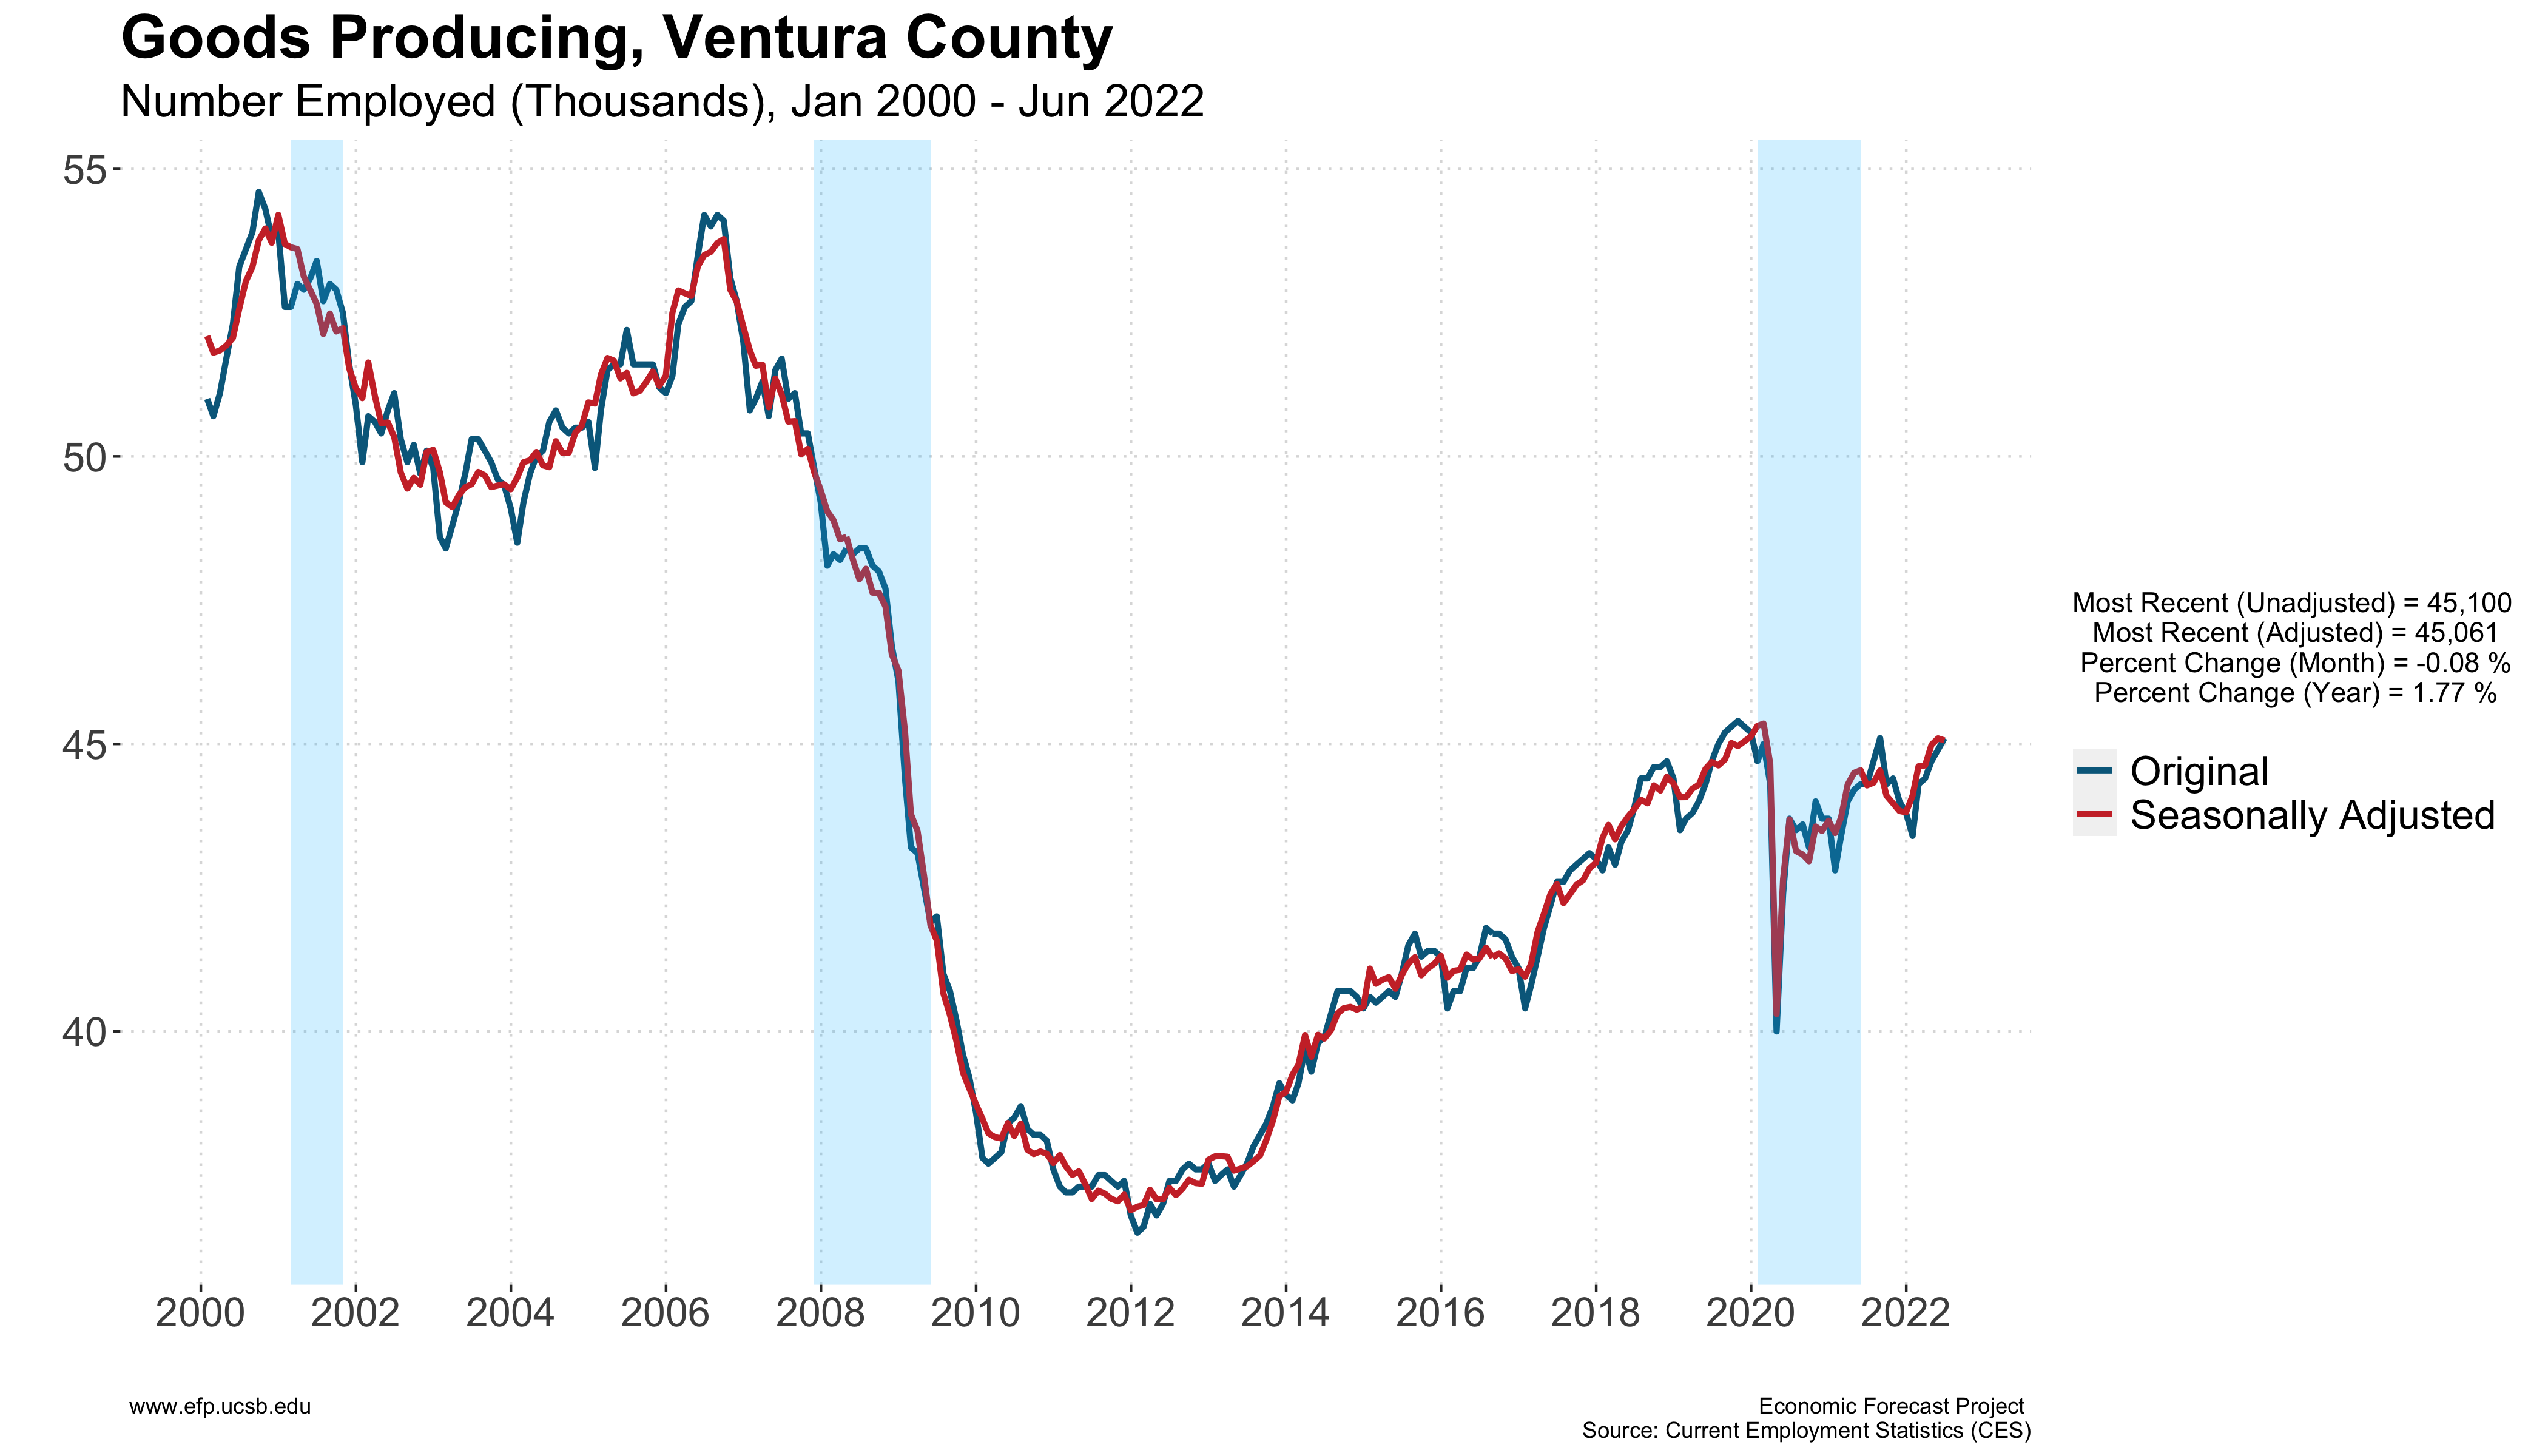 Goods Producing, Ventura County
Number Employed (Thousands), Jan 2000 - Jun 2022
55
50
45
40
2000 2002 2004 2006 2008 2010 2012 2014 2016 2018 2020 2022
Most Recent (Unadjusted) = 45,100
Most Recent (Adjusted) = 45,061
Percent Change (Month) = -0.08 %
Percent Change (Year) = 1.77 %
Original
Seasonally Adjusted
www.efp.ucsb.edu
Economic Forecast Project
Source: Current Employment Statistics (CES)